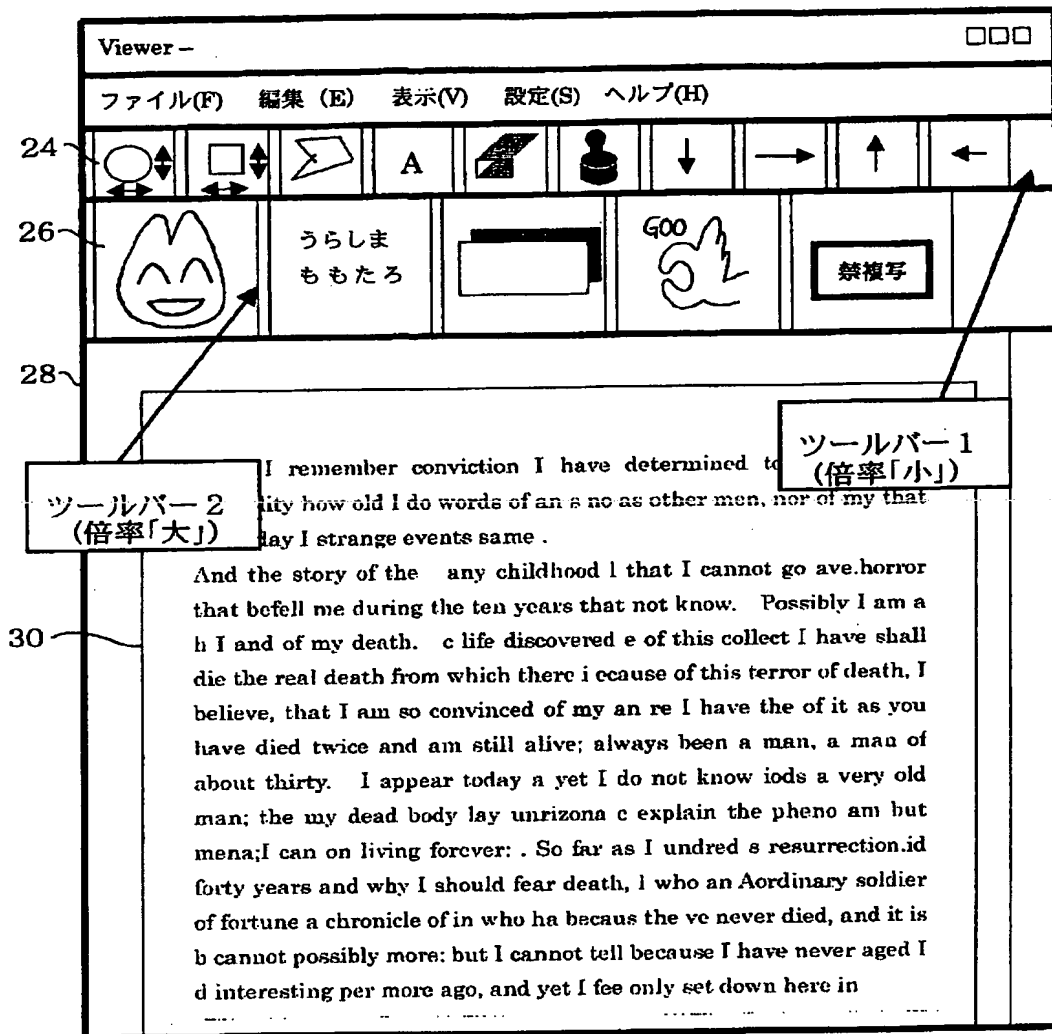 Viewer –
ファイル(F) 編集 (E) 表示(V) 設定(S) ヘルプ(H)
24
A
26
うらしま
ももたろ
GOO
禁複写
28
ツールバー1
(倍率「小」)
ツールバー2
(倍率「大」)
I remember conviction I have determined to
lity how old I do words of an s no as other men, nor of my that
day I strange events same .
And the story of the any childhood l that I cannot go ave.horror
that befell me during the ten years that not know. Possibly I am a
30
h I and of my death. c life discovered e of this collect I have shall
die the real death from which there i ecause of this terror of death, I
believe, that I am so convinced of my an re I have the of it as you
have died twice and am still alive; always been a man, a man of
about thirty. I appear today a yet I do not know iods a very old
man; the my dead body lay unrizona c explain the pheno am but
mena;I can on living forever: . So far as I undred s resurrection.id
forty years and why I should fear death, l who an Aordinary soldier
of fortune a chronicle of in who ha becaus the ve never died, and it is
b cannot possibly more: but I cannot tell because I have never aged I
d interesting per more ago, and yet I fee only set down here in